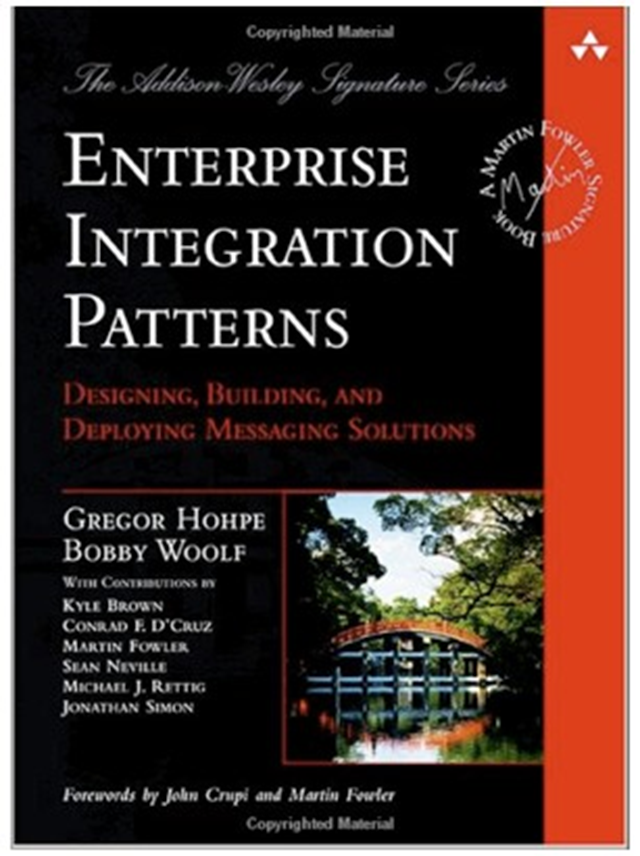 Copyrighted Material
The Addison-Wesley Signature Series
ENTERPRISE
INTEGRATION
PATTERNS
A MARTIN FOWLER SIGNATURE BOOK
Martin
DESIGNING, BUILDING, AND
DEPLOYING MESSAGING SOLUTIONS
GREGOR HOHPE
BOBBY WOOLF
WITH CONTRIBUTIONS BY
KYLE BROWN
CONRAD F. D'CRUZ
MARTIN FOWLER
SEAN NEVILLE
MICHAEL J. RETTIG
JONATHAN SIMON
Forewords by John Crupi and Martin Fowler
Copyrighted Material